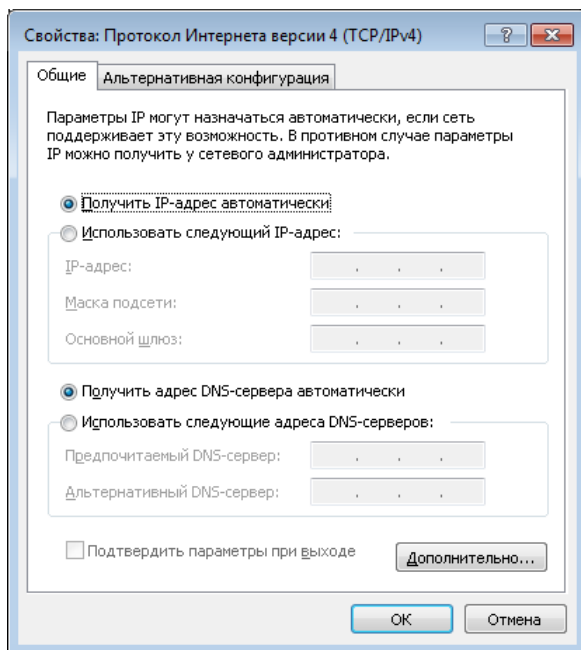 Свойства: Протокол Интернета версии 4 (TCP/IPv4)
Общие
Альтернативная конфигурация
Параметры IP могут назначаться автоматически, если сеть
поддерживает эту возможность. В противном случае параметры
IP можно получить у сетевого администратора.
Получить IP-адрес автоматически
Использовать следующий IP-адрес:
IP-адрес:
Маска подсети:
Основной шлюз:
Получить адрес DNS-сервера автоматически
Использовать следующие адреса DNS-серверов:
Предпочитаемый DNS-сервер:
Альтернативный DNS-сервер:
Подтвердить параметры при выходе
Дополнительно...
ОК
Отмена